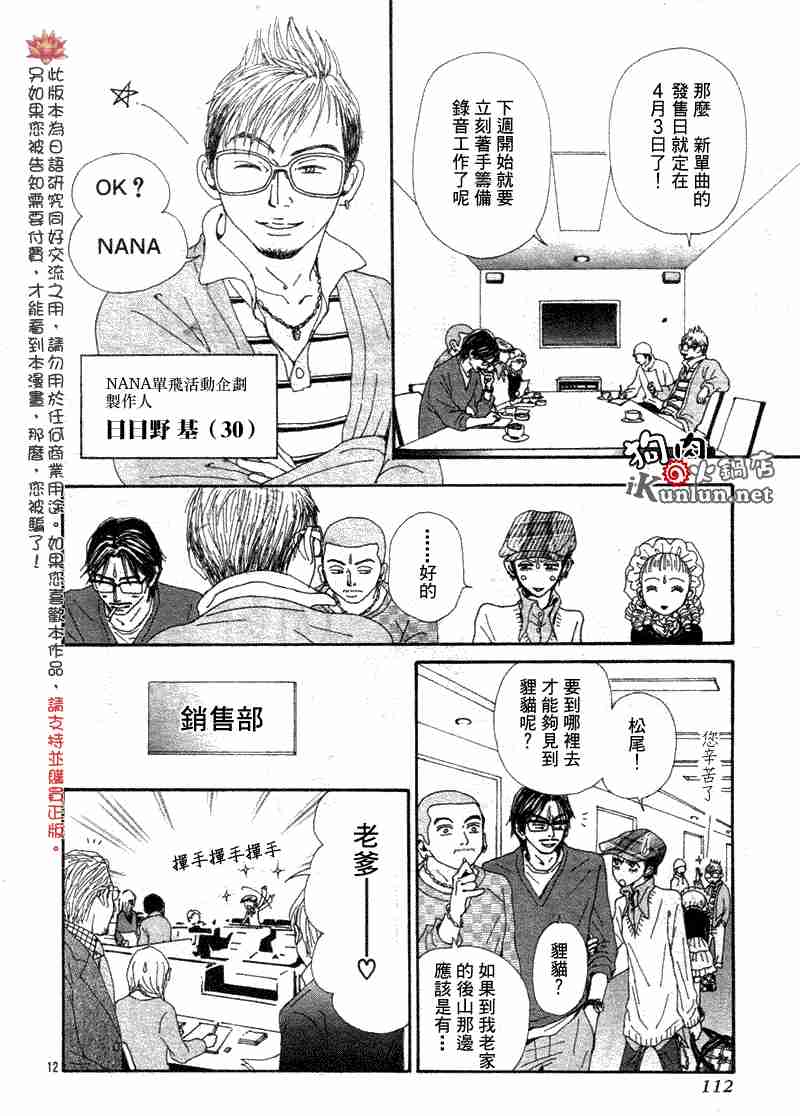 那麼　新單曲的
發售日就定在
4月3日了！
下週開始就要
立刻著手籌備
錄音工作了呢
OK？
NANA
NANA單飛活動企劃
製作人
日日野 基（30）
狗肉
火鍋店
iKunlun.net
……好的
您辛苦了
松尾！
要到哪裡去
才能夠見到
貍貓呢？
貍貓？
如果到我老家
的後山那邊
應該是有…
銷售部
老爹——♡
揮手揮手揮手
12
112
此版本為日語研究同好交流之用，請勿用於任何商業用途。如果您喜歡本作品，請支持並購買正版。
另如果您被告知需要付費，才能看到本漫畫，那麼，您被騙了！